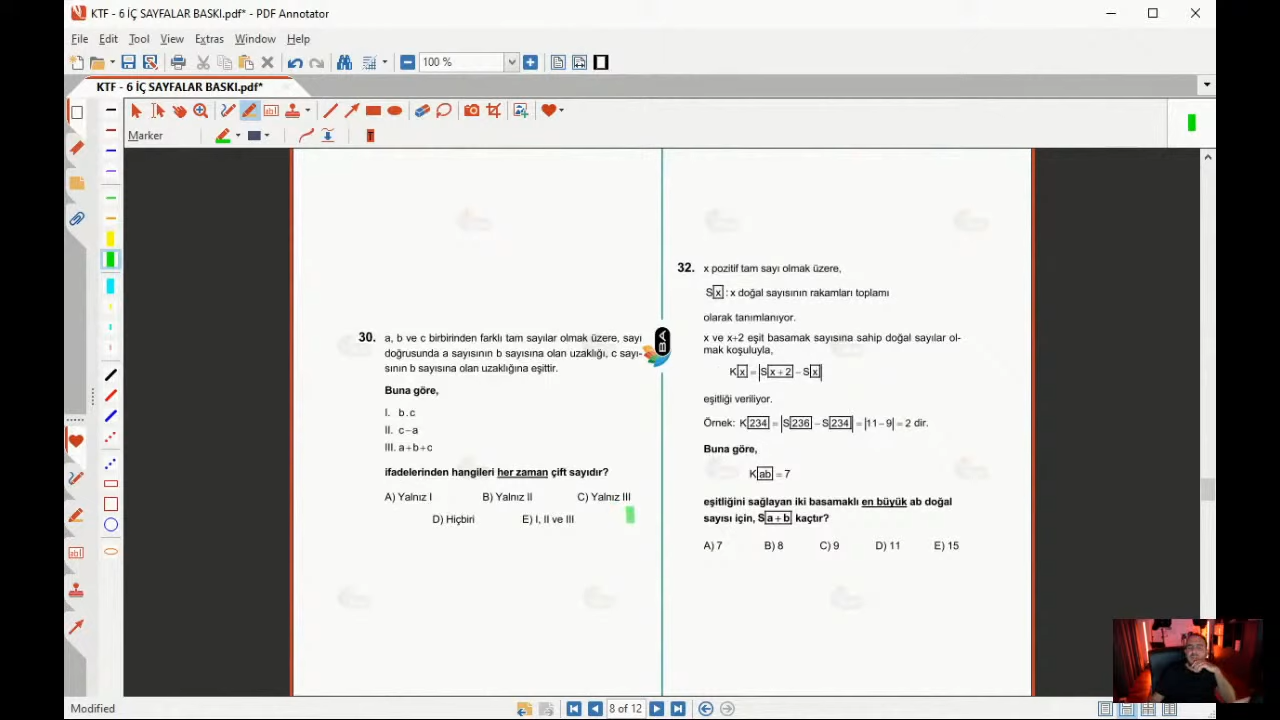 KTF - 6 İÇ SAYFALAR BASKI.pdf* - PDF Annotator
File Edit Tool View Extras Window Help
100 %
KTF - 6 İÇ SAYFALAR BASKI.pdf*
Marker
30. a, b ve c birbirinden farklı tam sayılar olmak üzere, sayı
doğrusunda a sayısının b sayısına olan uzaklığı, c sayı-
sının b sayısına olan uzaklığına eşittir.
Buna göre,
I. b.c
II. c–a
III. a+b+c
ifadelerinden hangileri her zaman çift sayıdır?
A) Yalnız I B) Yalnız II C) Yalnız III
D) Hiçbiri E) I, II ve III
32. x pozitif tam sayı olmak üzere,
S x : x doğal sayısının rakamları toplamı
olarak tanımlanıyor.
x ve x+2 eşit basamak sayısına sahip doğal sayılar ol-
mak koşuluyla,
K x = |S x+2 – S x|
eşitliği veriliyor.
Örnek: K 234 = |S 236 – S 234| = |11–9| = 2 dir.
Buna göre,
K ab = 7
eşitliğini sağlayan iki basamaklı en büyük ab doğal
sayısı için, S a+b kaçtır?
A) 7 B) 8 C) 9 D) 11 E) 15
Modified
8 of 12